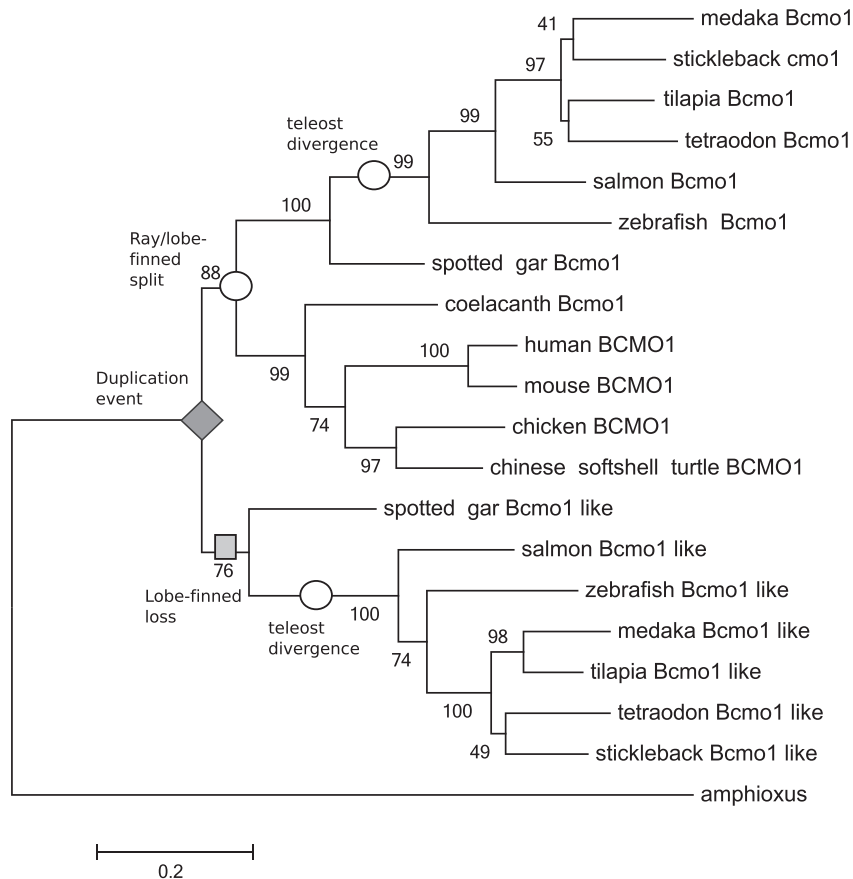 medaka Bcmo1
41
stickleback cmo1
97
tilapia Bcmo1
99
teleost
divergence
55
tetraodon Bcmo1
99
salmon Bcmo1
100
zebrafish Bcmo1
Ray/lobe-
finned
split
88
spotted gar Bcmo1
coelacanth Bcmo1
human BCMO1
100
99
mouse BCMO1
Duplication
event
74
chicken BCMO1
97
chinese softshell turtle BCMO1
spotted gar Bcmo1 like
salmon Bcmo1 like
76
zebrafish Bcmo1 like
Lobe-finned
loss
100
teleost
divergence
medaka Bcmo1 like
98
74
tilapia Bcmo1 like
100
tetraodon Bcmo1 like
49
stickleback Bcmo1 like
amphioxus
0.2